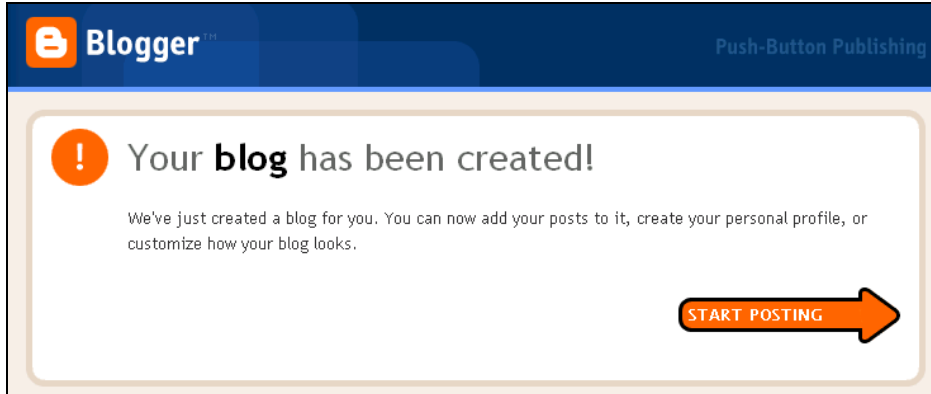 Blogger™
Push-Button Publishing
! Your blog has been created!
We've just created a blog for you. You can now add your posts to it, create your personal profile, or
customize how your blog looks.
START POSTING